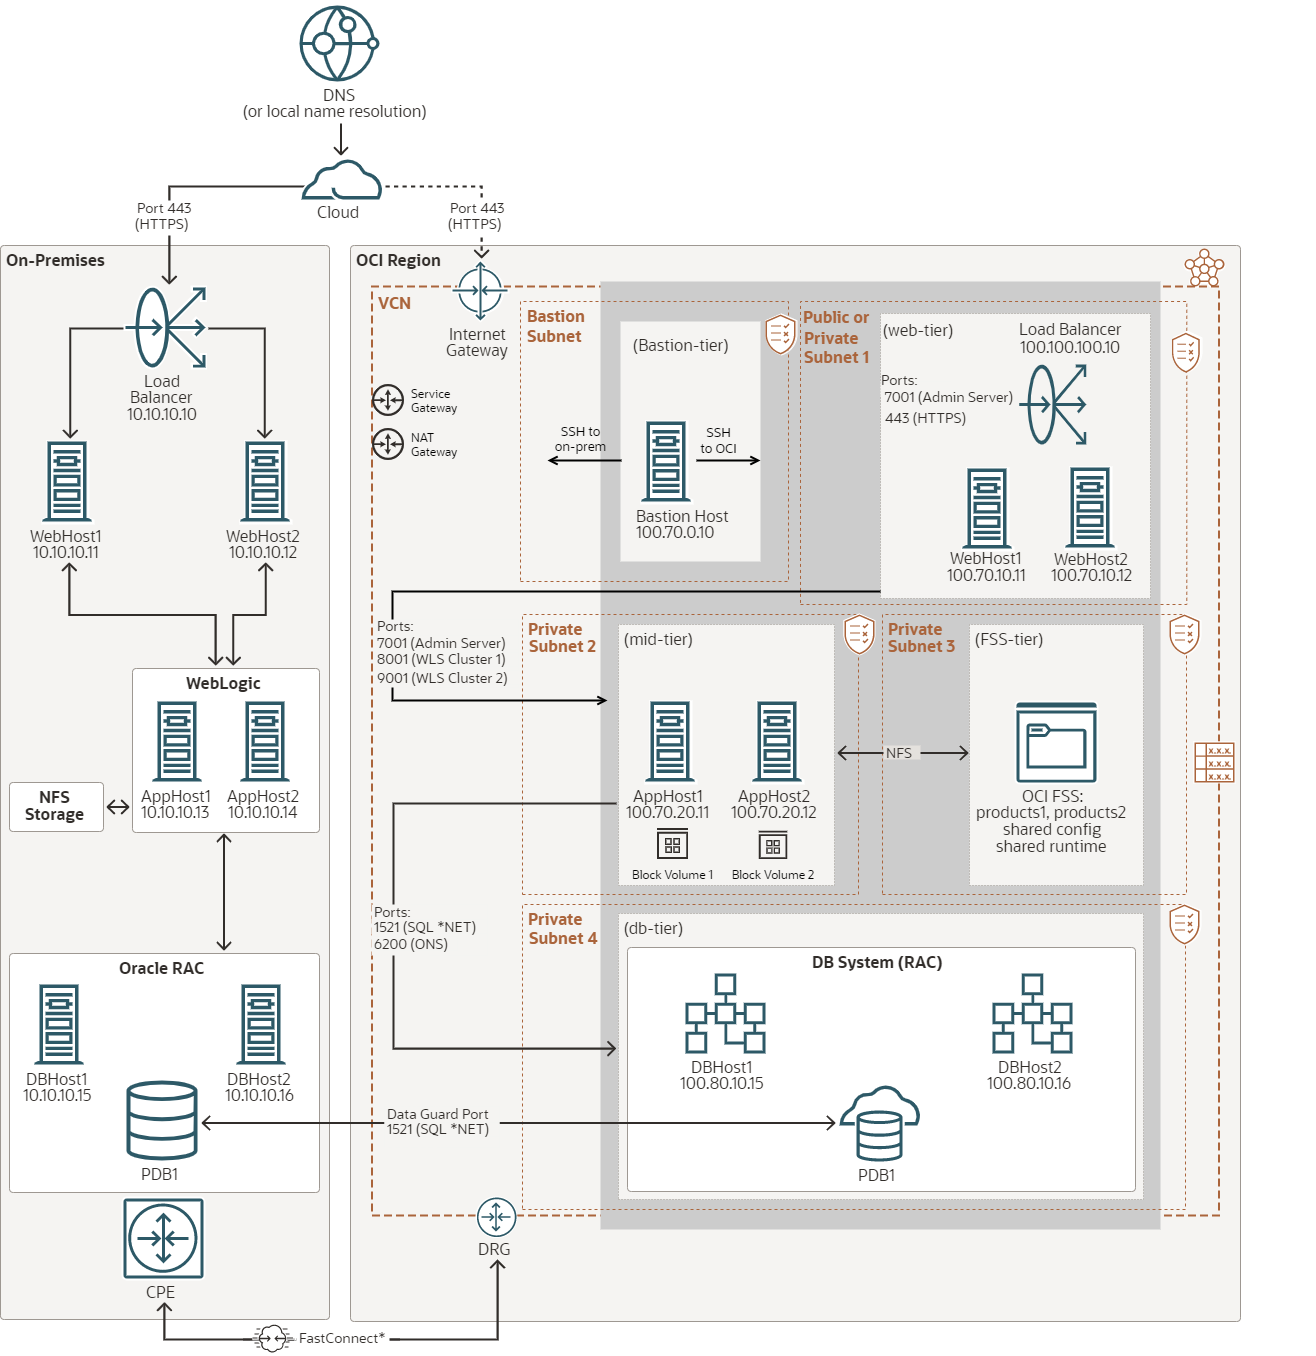 DNS
(or local name resolution)
Cloud
Port 443
(HTTPS)
Port 443
(HTTPS)
On-Premises
Load
Balancer
10.10.10.10
WebHost1
10.10.10.11
WebHost2
10.10.10.12
WebLogic
AppHost1
10.10.10.13
AppHost2
10.10.10.14
NFS
Storage
Oracle RAC
DBHost1
10.10.10.15
DBHost2
10.10.10.16
PDB1
CPE
FastConnect*
OCI Region
VCN
Internet
Gateway
Service
Gateway
NAT
Gateway
Bastion
Subnet
(Bastion-tier)
SSH to
on-prem
SSH
to OCI
Bastion Host
100.70.0.10
Public or
Private
Subnet 1
(web-tier)
Load Balancer
100.100.100.10
Ports:
7001 (Admin Server)
443 (HTTPS)
WebHost1
100.70.10.11
WebHost2
100.70.10.12
Ports:
7001 (Admin Server)
8001 (WLS Cluster 1)
9001 (WLS Cluster 2)
Private
Subnet 2
(mid-tier)
AppHost1
100.70.20.11
AppHost2
100.70.20.12
Block Volume 1
Block Volume 2
NFS
Private
Subnet 3
(FSS-tier)
OCI FSS:
products1, products2
shared config
shared runtime
X.X.X.
X.X.X.
X.X.X.
Ports:
1521 (SQL *NET)
6200 (ONS)
Private
Subnet 4
(db-tier)
DB System (RAC)
DBHost1
100.80.10.15
DBHost2
100.80.10.16
Data Guard Port
1521 (SQL *NET)
PDB1
DRG